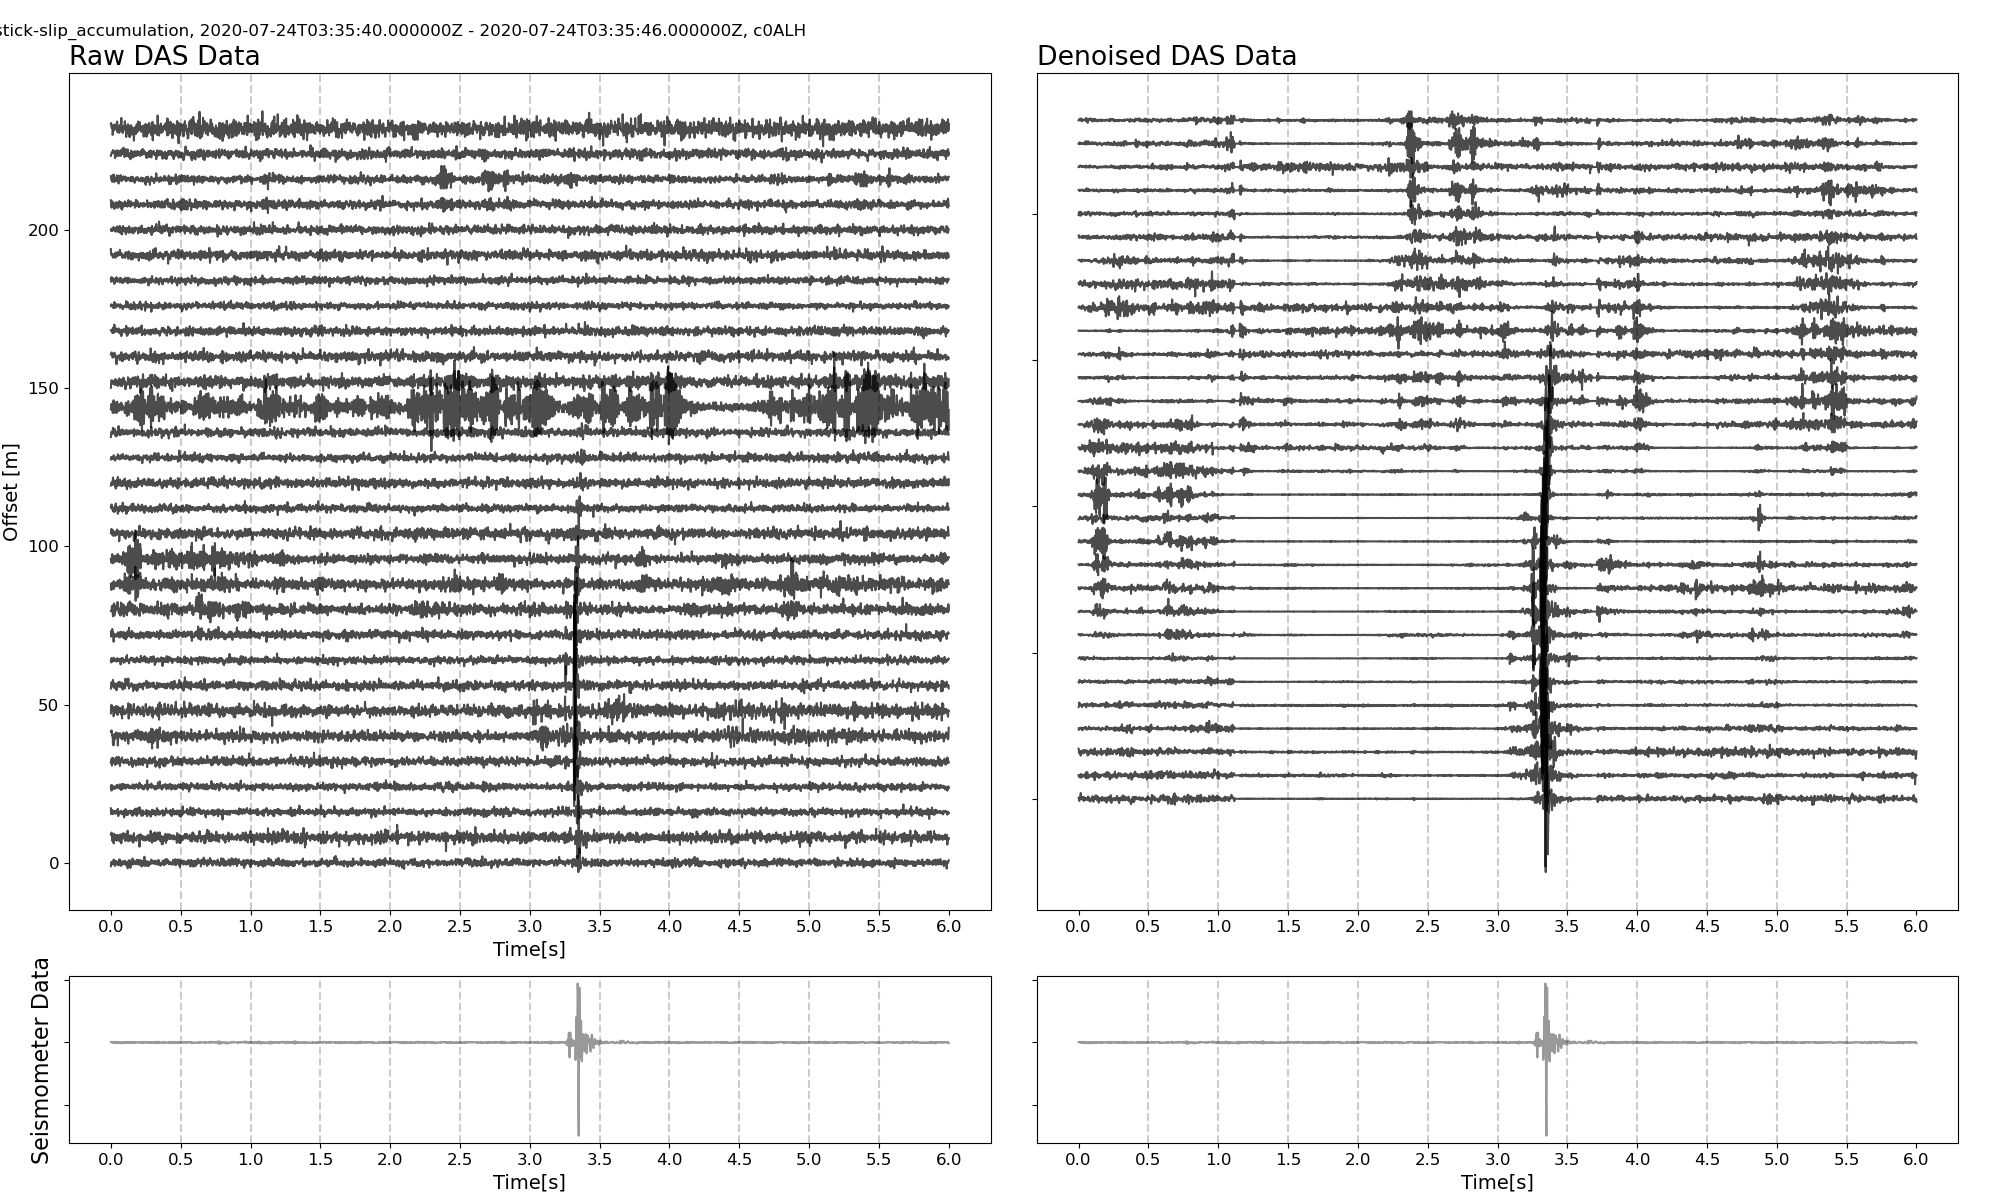 stick-slip_accumulation, 2020-07-24T03:35:40.000000Z - 2020-07-24T03:35:46.000000Z, c0ALH
Raw DAS Data
Denoised DAS Data
Offset [m]
200
150
100
50
0
0.0 0.5 1.0 1.5 2.0 2.5 3.0 3.5 4.0 4.5 5.0 5.5 6.0
Time[s]
0.0 0.5 1.0 1.5 2.0 2.5 3.0 3.5 4.0 4.5 5.0 5.5 6.0
Seismometer Data
0.0 0.5 1.0 1.5 2.0 2.5 3.0 3.5 4.0 4.5 5.0 5.5 6.0
Time[s]
0.0 0.5 1.0 1.5 2.0 2.5 3.0 3.5 4.0 4.5 5.0 5.5 6.0
Time[s]